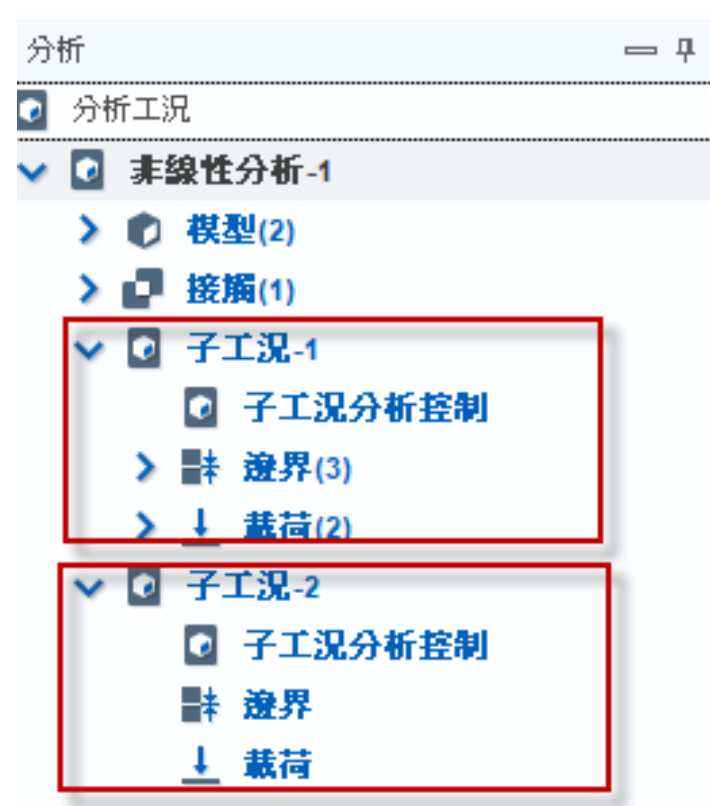 分析
分析工況
非線性分析-1
模型(2)
接觸(1)
子工況-1
子工況分析控制
邊界(3)
載荷(2)
子工況-2
子工況分析控制
邊界
載荷